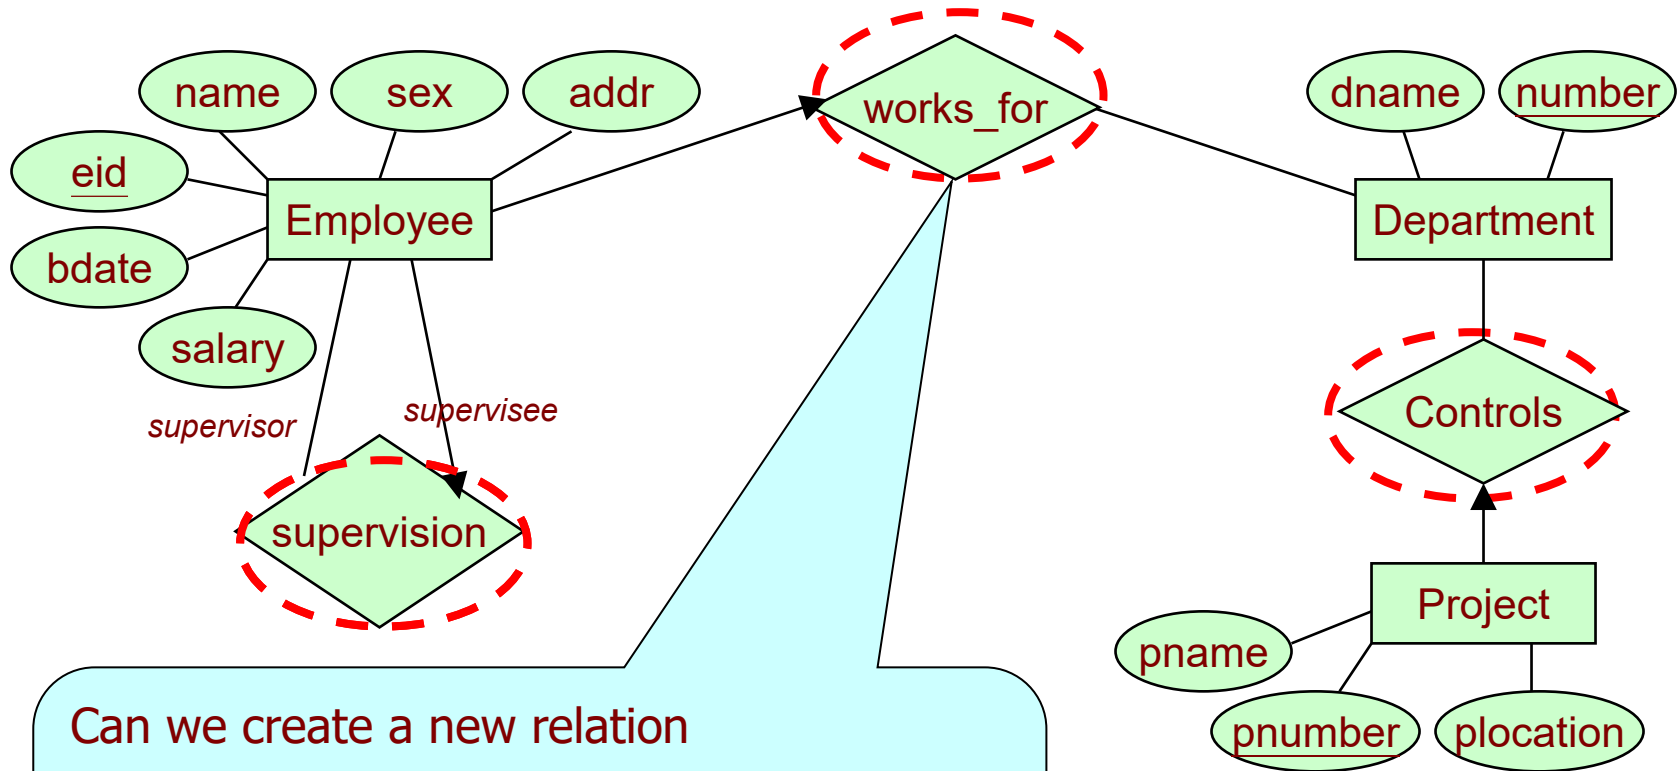 name
sex
addr
works_for
dname
number
eid
Employee
Department
bdate
salary
supervisor
supervisee
Controls
supervision
Project
pname
pnumber
plocation
Can we create a new relation